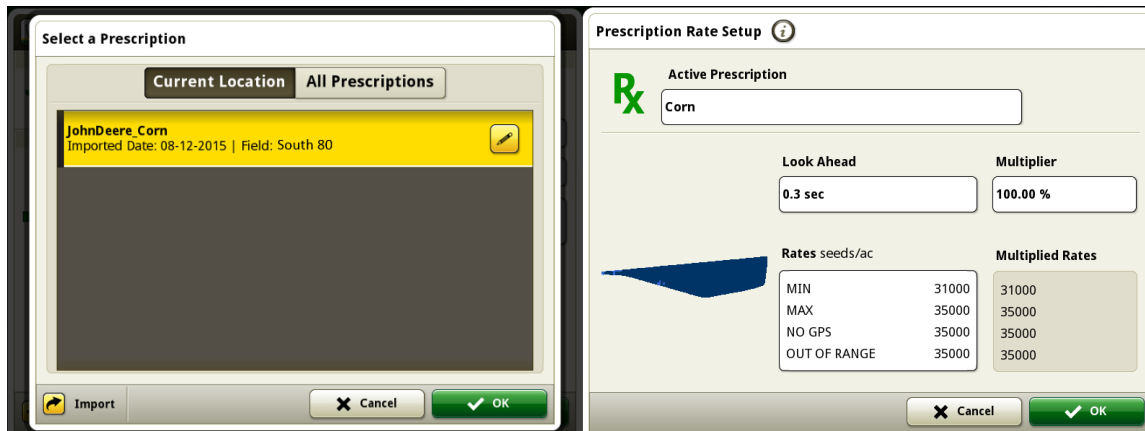 Select a Prescription
Current Location All Prescriptions
JohnDeere_Corn
Imported Date: 08-12-2015 | Field: South 80
Import Cancel OK
Prescription Rate Setup i
Rx Active Prescription
Corn
Look Ahead Multiplier
0.3 sec 100.00 %
Rates seeds/ac Multiplied Rates
MIN 31000 31000
MAX 35000 35000
NO GPS 35000 35000
OUT OF RANGE 35000 35000
Cancel OK